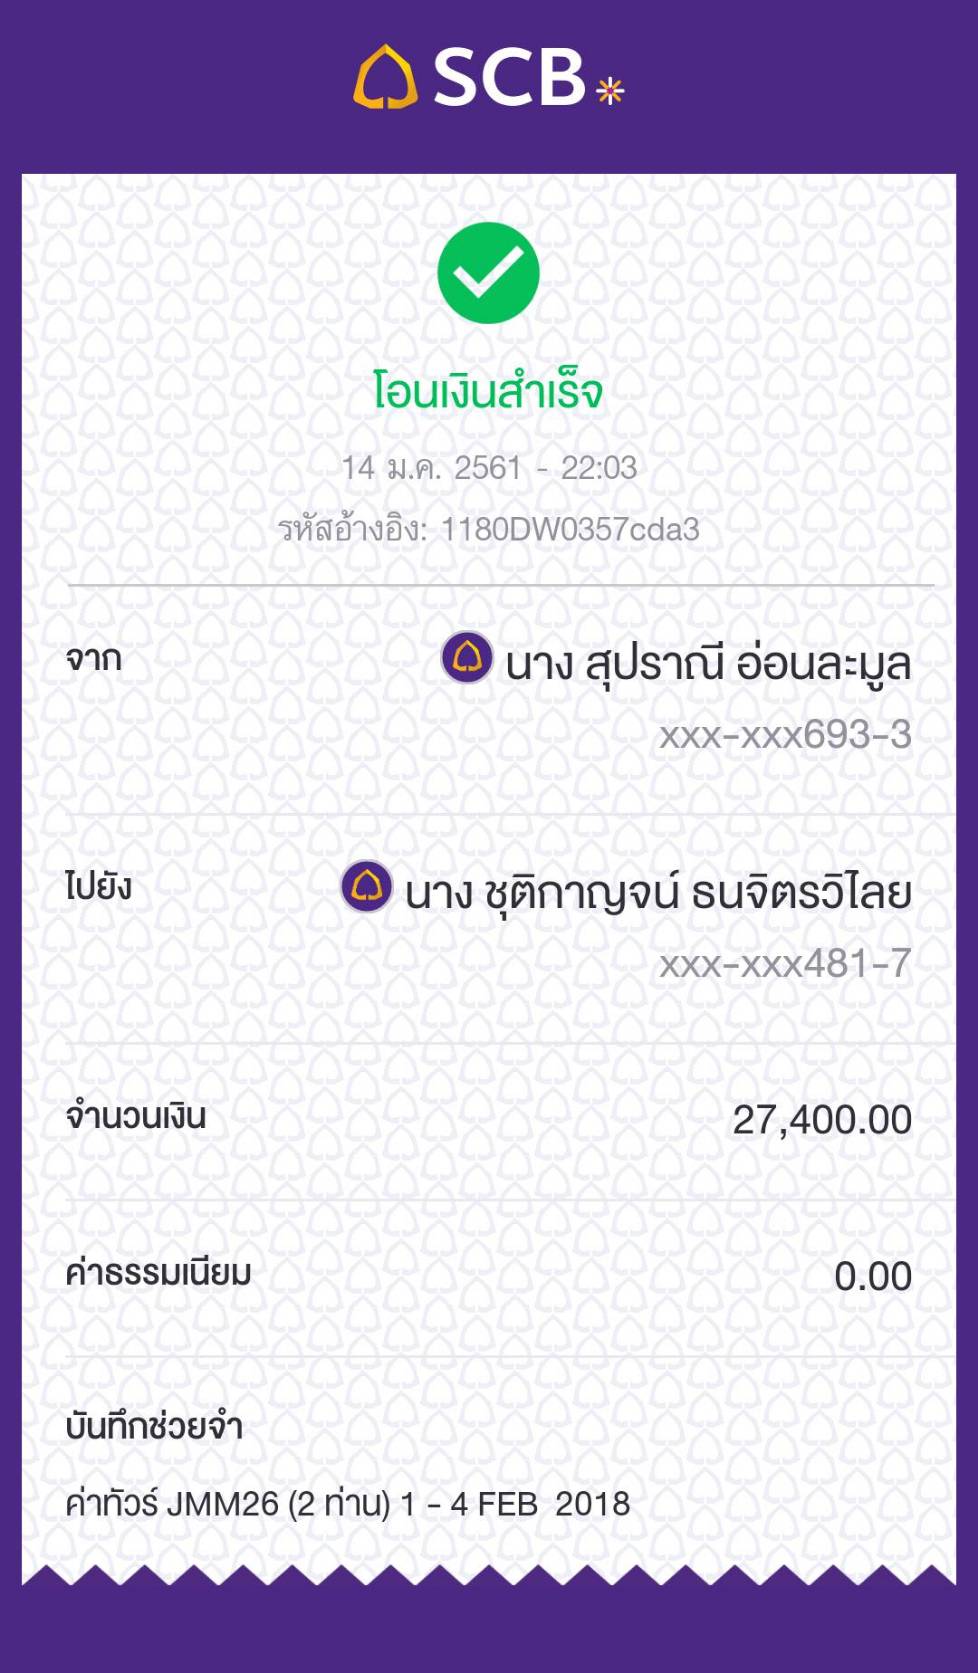 SCB
โอนเงินสำเร็จ
14 ม.ค. 2561 - 22:03
รหัสอ้างอิง: 1180DW0357cda3
จาก
นาง สุปราณี อ่อนละมูล
xxx-xxx693-3
ไปยัง
นาง ชุติกาญจน์ ธนจิตรวิไลย
xxx-xxx481-7
จำนวนเงิน 27,400.00
ค่าธรรมเนียม 0.00
บันทึกช่วยจำ
ค่าทัวร์ JMM26 (2 ท่าน) 1 - 4 FEB 2018